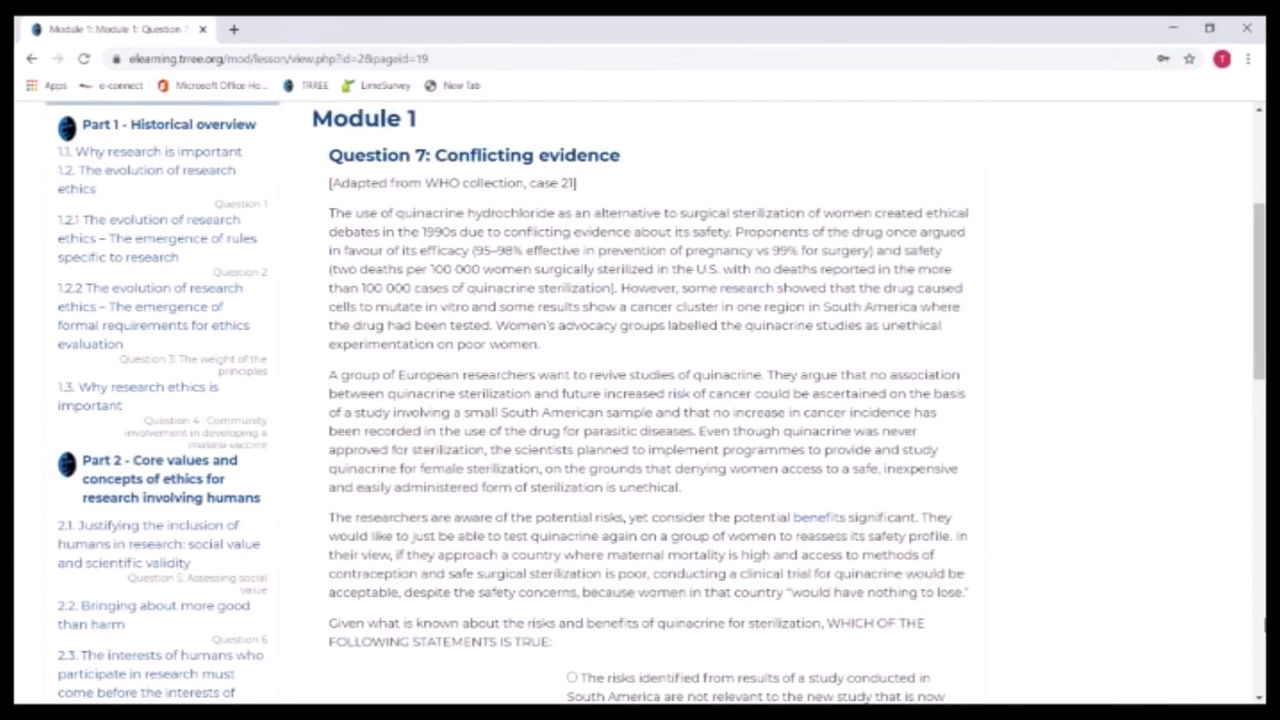 Module 1: Module 1: Question 7
elearning.trree.org/mod/lesson/view.php?id=28pageid=19
T
Apps
e-connect
Microsoft Office Ho...
TRREE
LimeSurvey
New Tab
Part 1 - Historical overview
1.1. Why research is important
1.2. The evolution of research
ethics
Question 1
1.2.1 The evolution of research
ethics – The emergence of rules
specific to research
Question 2
1.2.2 The evolution of research
ethics – The emergence of
formal requirements for ethics
evaluation
Question 3: The weight of the
principles
1.3. Why research ethics is
important
Question 4 : Community
involvement in developing a
malaria vaccine
Part 2 - Core values and
concepts of ethics for
research involving humans
2.1. Justifying the inclusion of
humans in research: social value
and scientific validity
Question 5: Assessing social
value
2.2. Bringing about more good
than harm
Question 6
2.3. The interests of humans who
participate in research must
come before the interests of
Module 1
Question 7: Conflicting evidence
[Adapted from WHO collection, case 21]
The use of quinacrine hydrochloride as an alternative to surgical sterilization of women created ethical
debates in the 1990s due to conflicting evidence about its safety. Proponents of the drug once argued
in favour of its efficacy (95–98% effective in prevention of pregnancy vs 99% for surgery) and safety
(two deaths per 100 000 women surgically sterilized in the U.S. with no deaths reported in the more
than 100 000 cases of quinacrine sterilization). However, some research showed that the drug caused
cells to mutate in vitro and some results show a cancer cluster in one region in South America where
the drug had been tested. Women's advocacy groups labelled the quinacrine studies as unethical
experimentation on poor women.
A group of European researchers want to revive studies of quinacrine. They argue that no association
between quinacrine sterilization and future increased risk of cancer could be ascertained on the basis
of a study involving a small South American sample and that no increase in cancer incidence has
been recorded in the use of the drug for parasitic diseases. Even though quinacrine was never
approved for sterilization, the scientists planned to implement programmes to provide and study
quinacrine for female sterilization, on the grounds that denying women access to a safe, inexpensive
and easily administered form of sterilization is unethical.
The researchers are aware of the potential risks, yet consider the potential benefits significant. They
would like to just be able to test quinacrine again on a group of women to reassess its safety profile. In
their view, if they approach a country where maternal mortality is high and access to methods of
contraception and safe surgical sterilization is poor, conducting a clinical trial for quinacrine would be
acceptable, despite the safety concerns, because women in that country "would have nothing to lose."
Given what is known about the risks and benefits of quinacrine for sterilization, WHICH OF THE
FOLLOWING STATEMENTS IS TRUE:
The risks identified from results of a study conducted in
South America are not relevant to the new study that is now